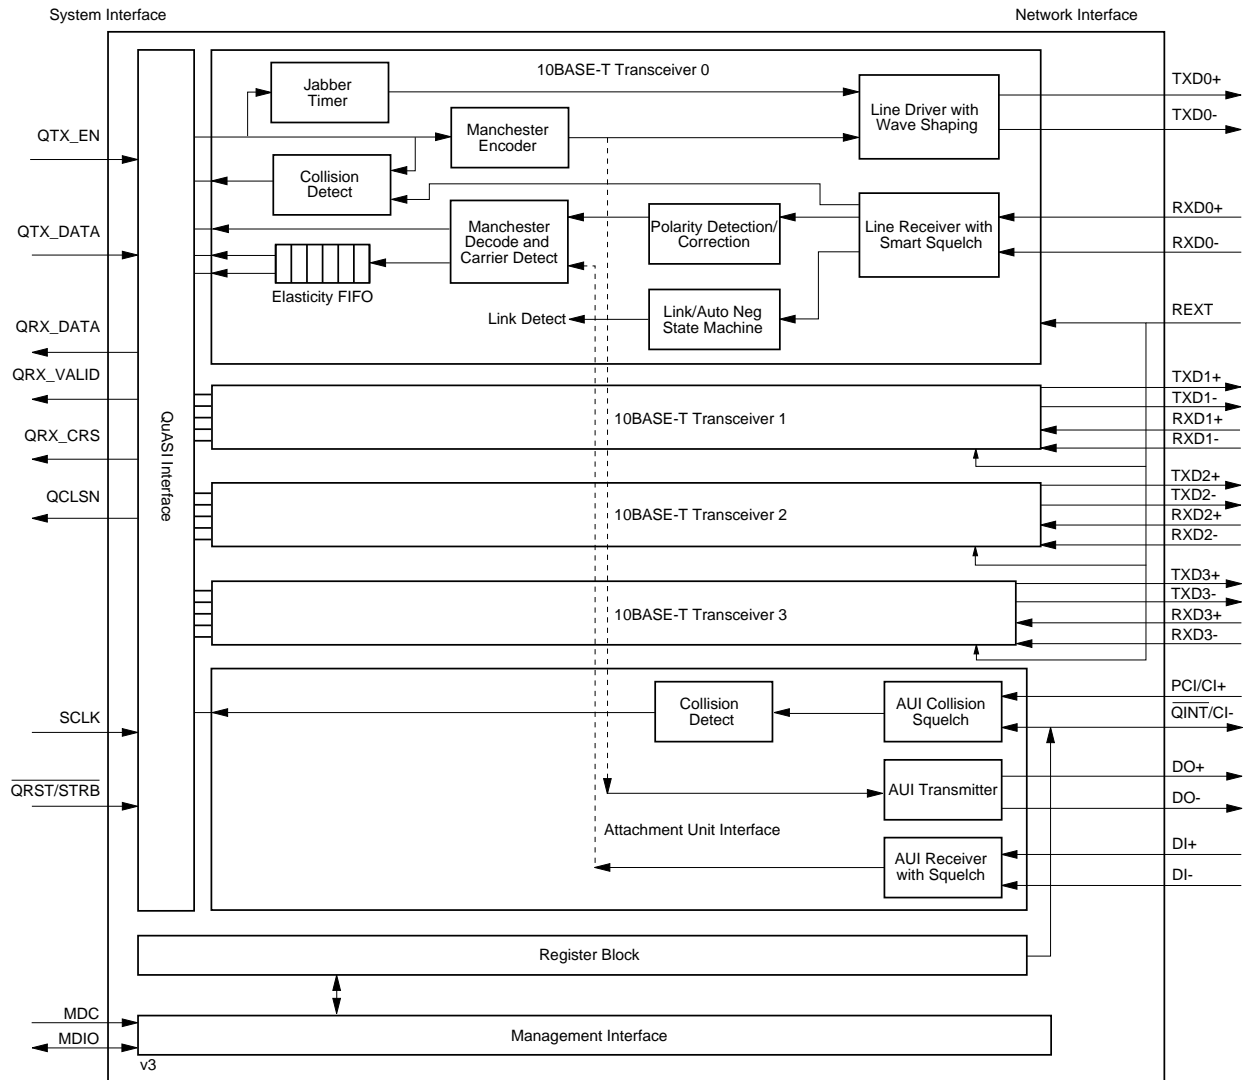 System Interface
Network Interface
10BASE-T Transceiver 0
Jabber
Timer
Line Driver with
Wave Shaping
TXD0+
TXD0-
QTX_EN
Manchester
Encoder
Collision
Detect
QTX_DATA
Manchester
Decode and
Carrier Detect
Polarity Detection/
Correction
Line Receiver with
Smart Squelch
RXD0+
RXD0-
Elasticity FIFO
Link Detect
Link/Auto Neg
State Machine
REXT
QRX_DATA
QRX_VALID
QRX_CRS
QCLSN
QuASI Interface
10BASE-T Transceiver 1
TXD1+
TXD1-
RXD1+
RXD1-
10BASE-T Transceiver 2
TXD2+
TXD2-
RXD2+
RXD2-
10BASE-T Transceiver 3
TXD3+
TXD3-
RXD3+
RXD3-
SCLK
QRST/STRB
Collision
Detect
AUI Collision
Squelch
PCI/CI+
QINT/CI-
AUI Transmitter
DO+
DO-
Attachment Unit Interface
AUI Receiver
with Squelch
DI+
DI-
Register Block
MDC
MDIO
Management Interface
v3